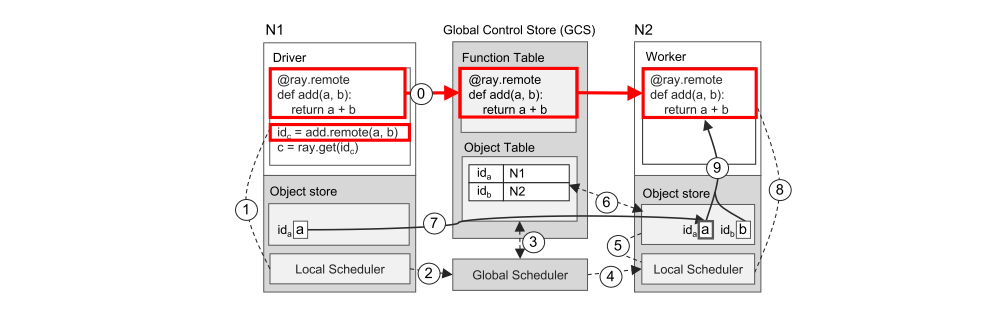 N1
Global Control Store (GCS)
N2
Driver
@ray.remote
def add(a, b):
return a + b
id_c = add.remote(a, b)
c = ray.get(id_c)
0
Function Table
@ray.remote
def add(a, b):
return a + b
Worker
@ray.remote
def add(a, b):
return a + b
Object Table
id_a N1
id_b N2
9
8
Object store
1
id_a a
7
6
Object store
id_a a id_b b
3
5
Local Scheduler
2
Global Scheduler
4
Local Scheduler